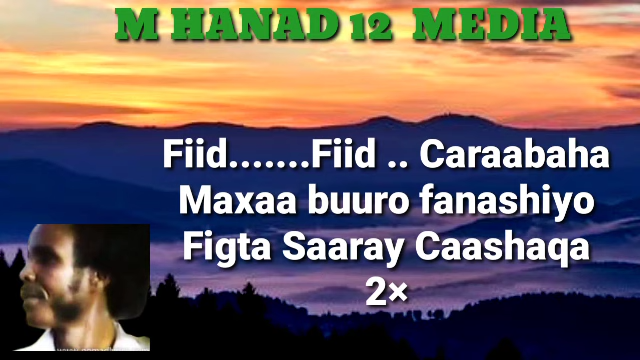 M HANAD 12 MEDIA
Fiid.......Fiid .. Caraabaha
Maxaa buuro fanashiyo
Figta Saaray Caashaqa
2×